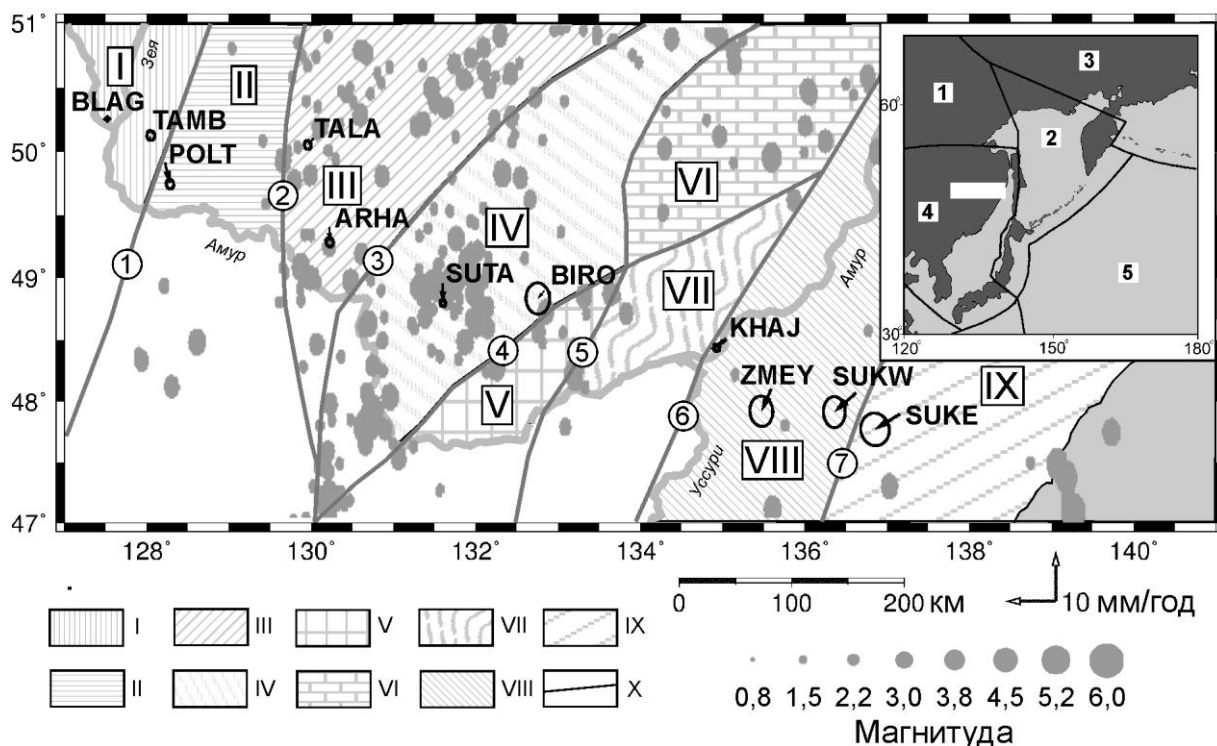 51°
50°
49°
48°
47°
128°
130°
132°
134°
136°
138°
140°
I
Зея
II
BLAG
TAMB
POLT
TALA
III
ARHA
IV
VI
SUTA
BIRO
VII
KHAJ
ZMEY
SUKW
IX
SUKE
V
VIII
Амур
Амур
Уссури
1
2
3
4
5
6
7
1
3
2
4
5
60°
30°
120°
150°
180°
0
100
200 км
10 мм/год
I
III
V
VII
IX
II
IV
VI
VIII
X
0,8 1,5 2,2 3,0 3,8 4,5 5,2 6,0
Магнитуда